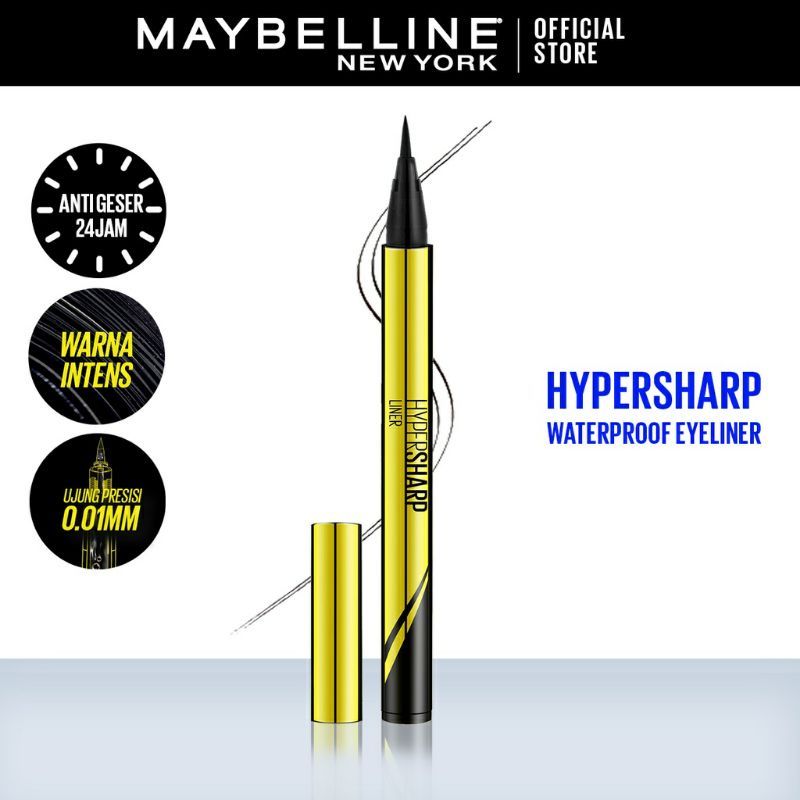 MAYBELLINE
NEW YORK
OFFICIAL
STORE
ANTI GESER
24JAM
WARNA
INTENS
UJUNG PRESISI
0.01MM
HYPERSHARP
LINER
HYPERSHARP
WATERPROOF EYELINER